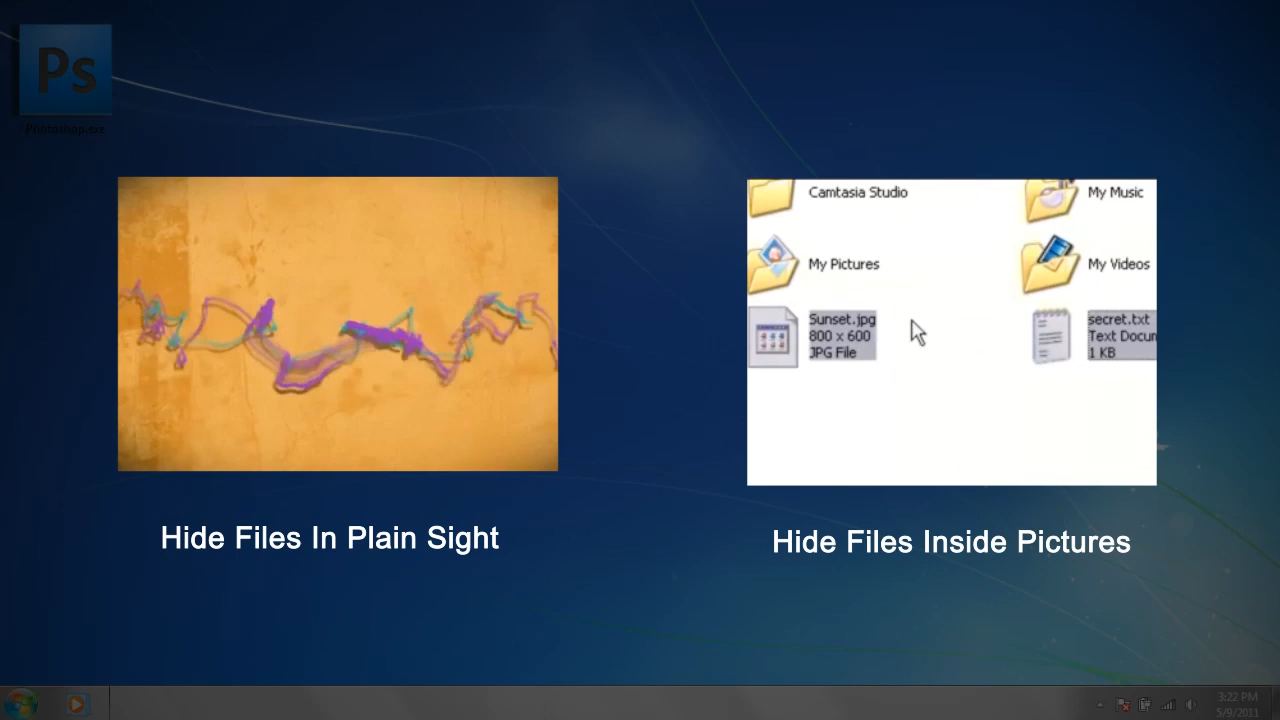 Ps
Photoshop.exe
Camtasia Studio
My Music
My Pictures
My Videos
Sunset.jpg
800 x 600
JPG File
secret.txt
Text Docum
1 KB
Hide Files In Plain Sight
Hide Files Inside Pictures
3:22 PM
5/9/2011